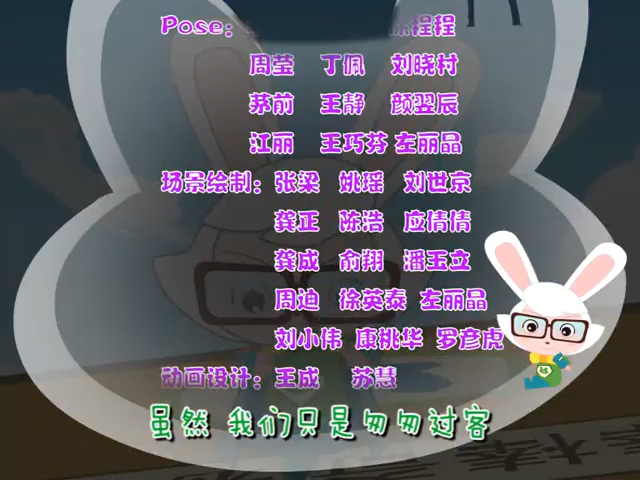 Pose: 程程
周莹 丁佩 刘晓村
茅前 王静 颜翌辰
江丽 王巧芬 左丽晶
场景绘制: 张梁 姚瑶 刘世京
龚正 陈浩 应倩倩
龚成 俞翔 潘玉立
周迪 徐英泰 左丽晶
刘小伟 康桃华 罗彦虎
动画设计: 王成 苏慧
虽然 我们只是匆匆过客